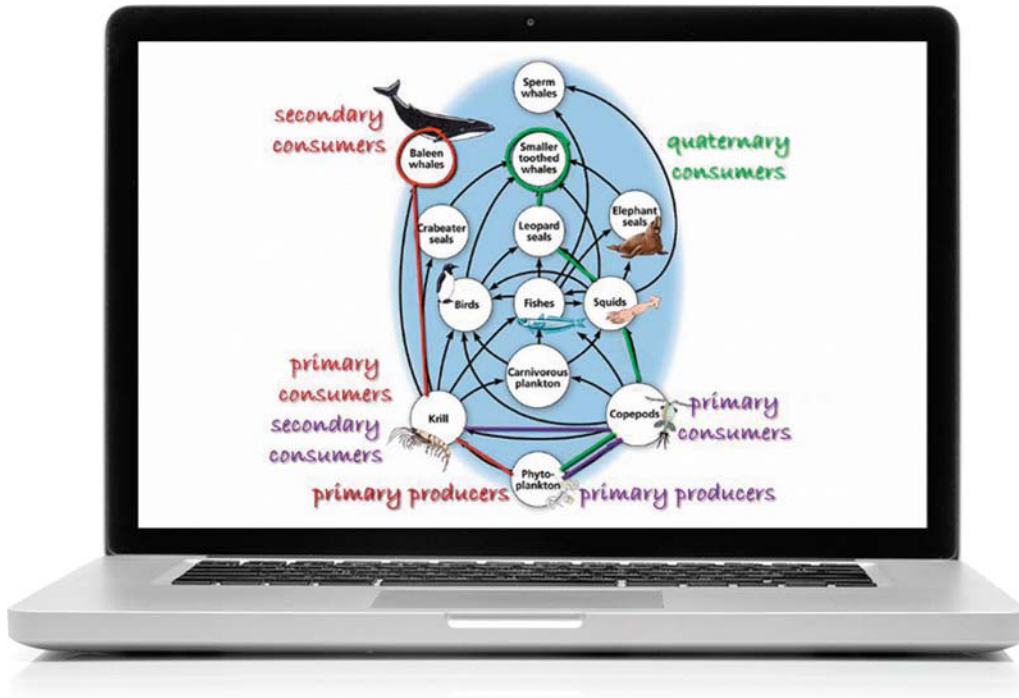 Sperm
whales
secondary
consumers
Baleen
whales
Smaller
toothed
whales
quaternary
consumers
Crabeater
seals
Leopard
seals
Elephant
seals
Birds
Fishes
Squids
primary
consumers
Carnivorous
plankton
Krill
secondary
consumers
Copepods
primary
consumers
Phyto-
plankton
primary producers
primary producers